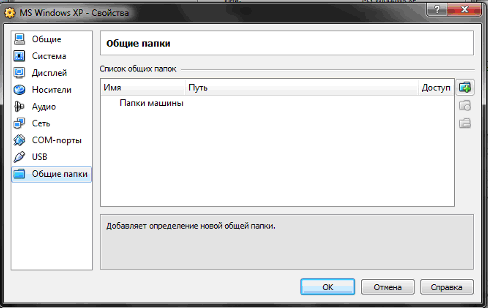 MS Windows XP - Свойства
Общие
Система
Дисплей
Носители
Аудио
Сеть
COM-порты
USB
Общие папки
Общие папки
Список общих папок
Имя Путь Доступ
Папки машины
Добавляет определение новой общей папки.
OK Отмена Справка